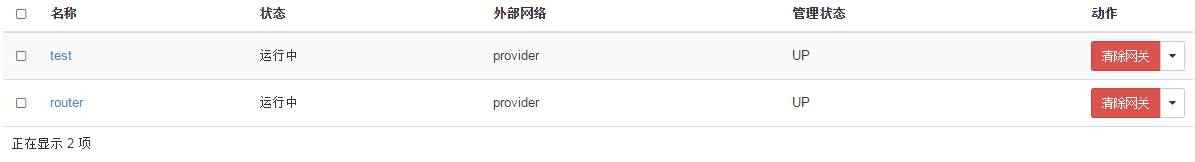 名称 状态 外部网络 管理状态 动作
test 运行中 provider UP 清除网关
router 运行中 provider UP 清除网关
正在显示 2 项